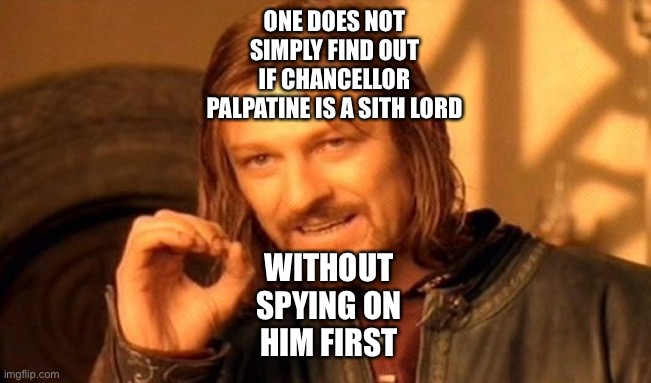 ONE DOES NOT
SIMPLY FIND OUT
IF CHANCELLOR
PALPATINE IS A SITH LORD
WITHOUT
SPYING ON
HIM FIRST
imgflip.com